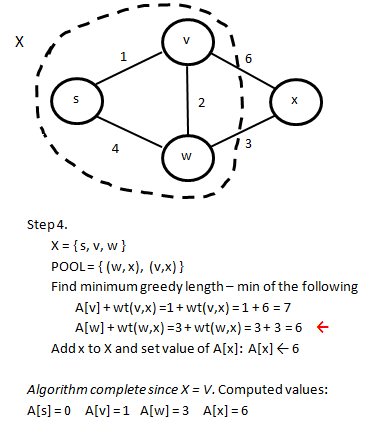 X
v
1
6
s
2
x
4
3
w
Step 4.
X = {s, v, w}
POOL = { (w, x), (v,x) }
Find minimum greedy length – min of the following
A[v] + wt(v,x) =1 + wt(v,x) = 1 + 6 = 7
A[w] + wt(w,x) =3 + wt(w,x) = 3 + 3 = 6 ←
Add x to X and set value of A[x]: A[x] ← 6
Algorithm complete since X = V. Computed values:
A[s] = 0 A[v] = 1 A[w] = 3 A[x] = 6